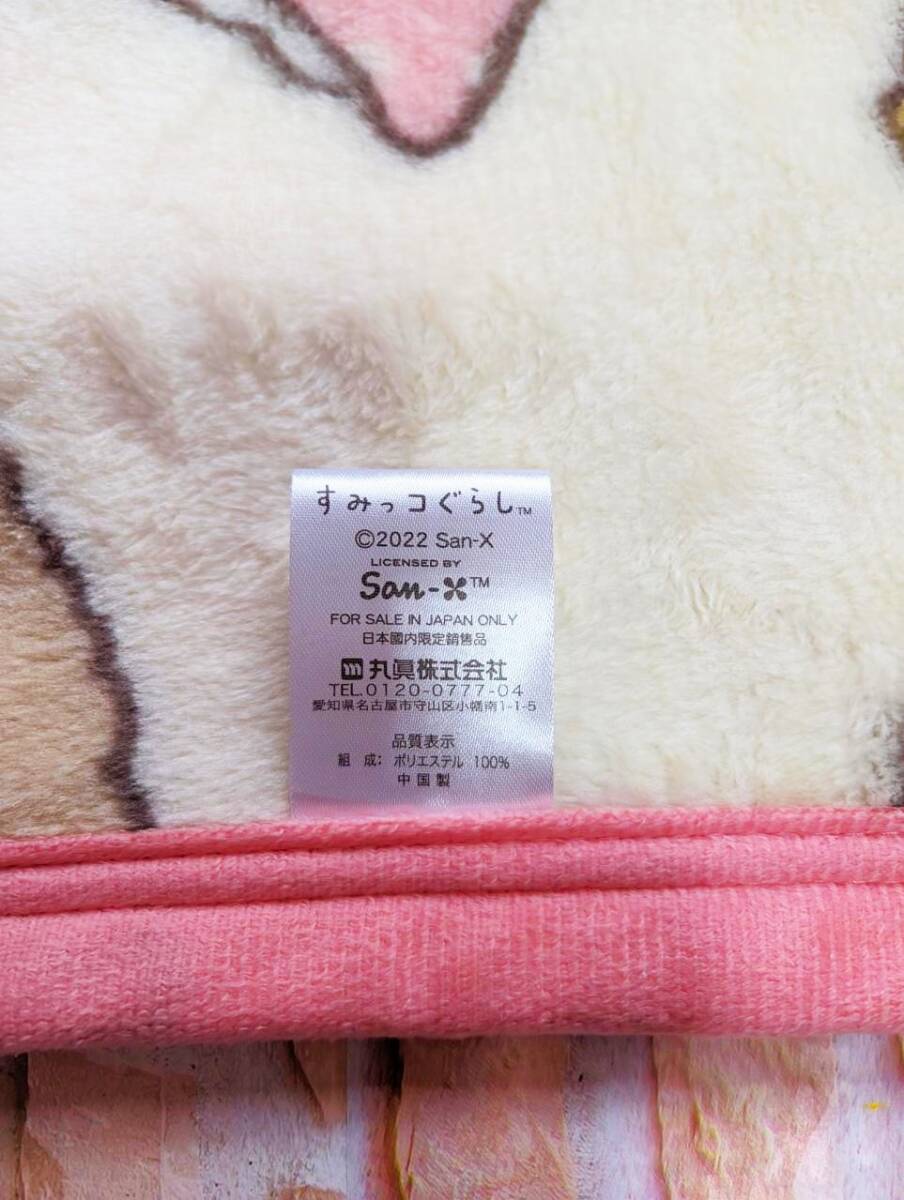 すみっコぐらし™
©2022 San-X
LICENSED BY
San-X™
FOR SALE IN JAPAN ONLY
日本國内限定銷售品
丸眞株式会社
TEL.0120-0777-04
愛知県名古屋市守山区小幡南1-1-5
品質表示
組 成: ポリエステル 100%
中国製